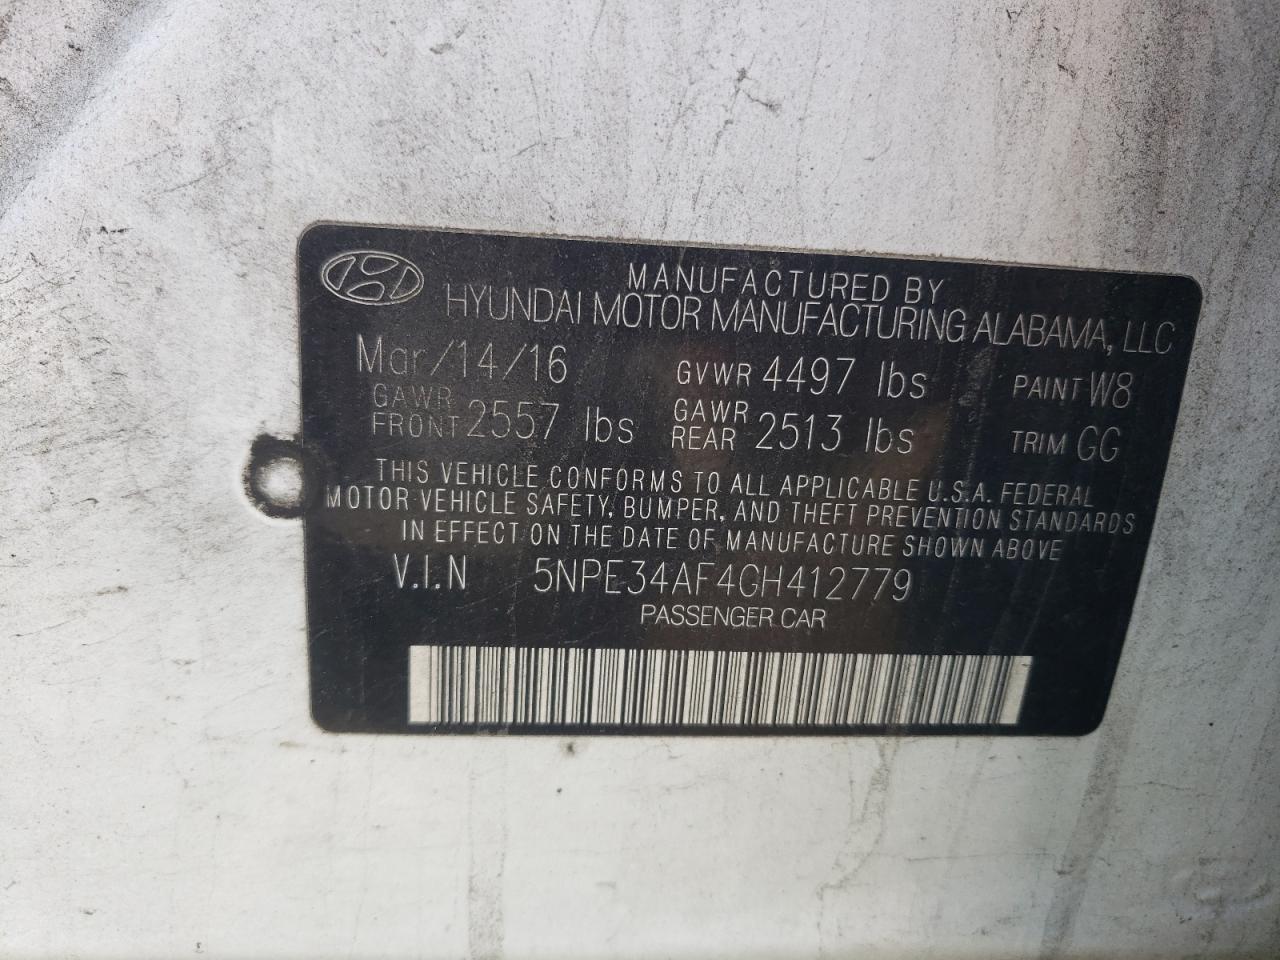 MANUFACTURED BY
HYUNDAI MOTOR MANUFACTURING ALABAMA, LLC
Mar/14/16 GVWR 4497 lbs PAINT W8
GAWR FRONT 2557 lbs GAWR REAR 2513 lbs TRIM GG
THIS VEHICLE CONFORMS TO ALL APPLICABLE U.S.A. FEDERAL
MOTOR VEHICLE SAFETY, BUMPER, AND THEFT PREVENTION STANDARDS
IN EFFECT ON THE DATE OF MANUFACTURE SHOWN ABOVE
V.I.N 5NPE34AF4GH412779
PASSENGER CAR